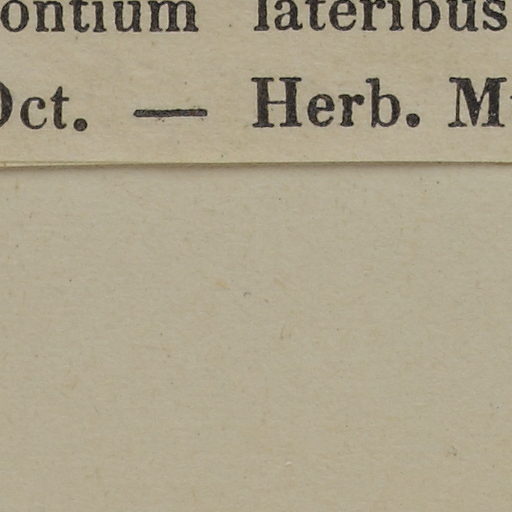 ontium lateribus
Oct. — Herb. M